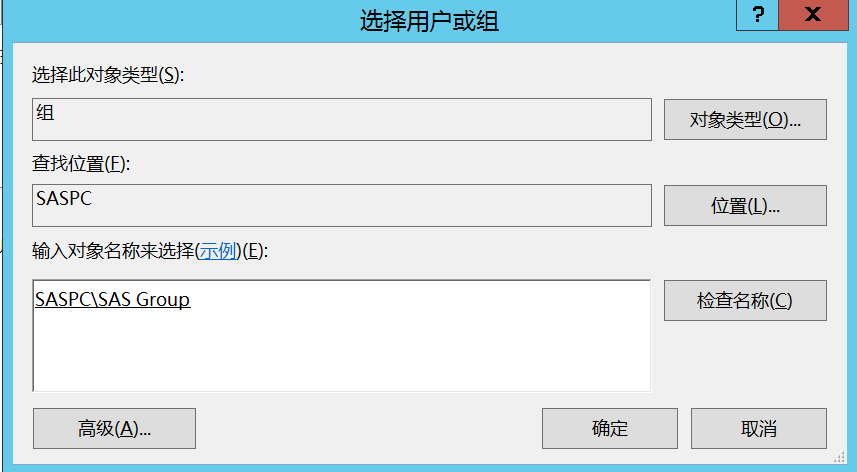 选择用户或组
?
X
选择此对象类型(S):
组
对象类型(O)...
查找位置(F):
SASPC
位置(L)...
输入对象名称来选择(示例)(E):
SASPC\SAS Group
检查名称(C)
高级(A)...
确定
取消